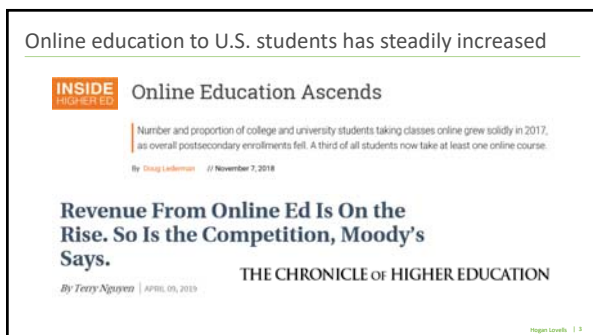 Online education to U.S. students has steadily increased
INSIDE
HIGHER ED
Online Education Ascends
Number and proportion of college and university students taking classes online grew solidly in 2017,
as overall postsecondary enrollments fell. A third of all students now take at least one online course.
By Doug Lederman // November 7, 2018
Revenue From Online Ed Is On the
Rise. So Is the Competition, Moody's
Says.
THE CHRONICLE OF HIGHER EDUCATION
By Terry Nguyen | APRIL 09, 2019
Hogan Lovells | 3